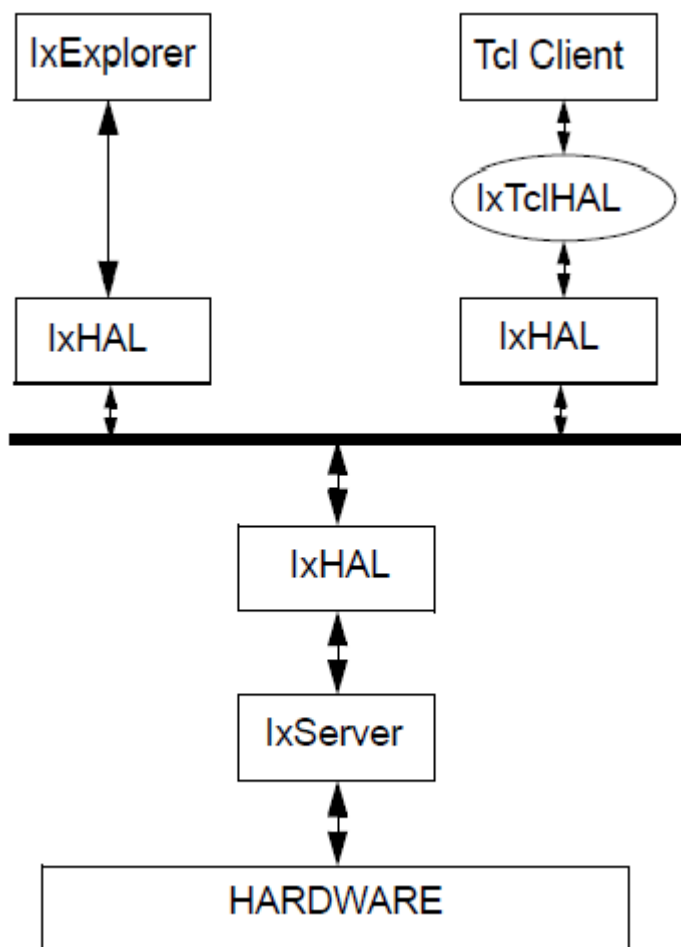 IxExplorer
Tcl Client
IxTclHAL
IxHAL
IxHAL
IxHAL
IxServer
HARDWARE